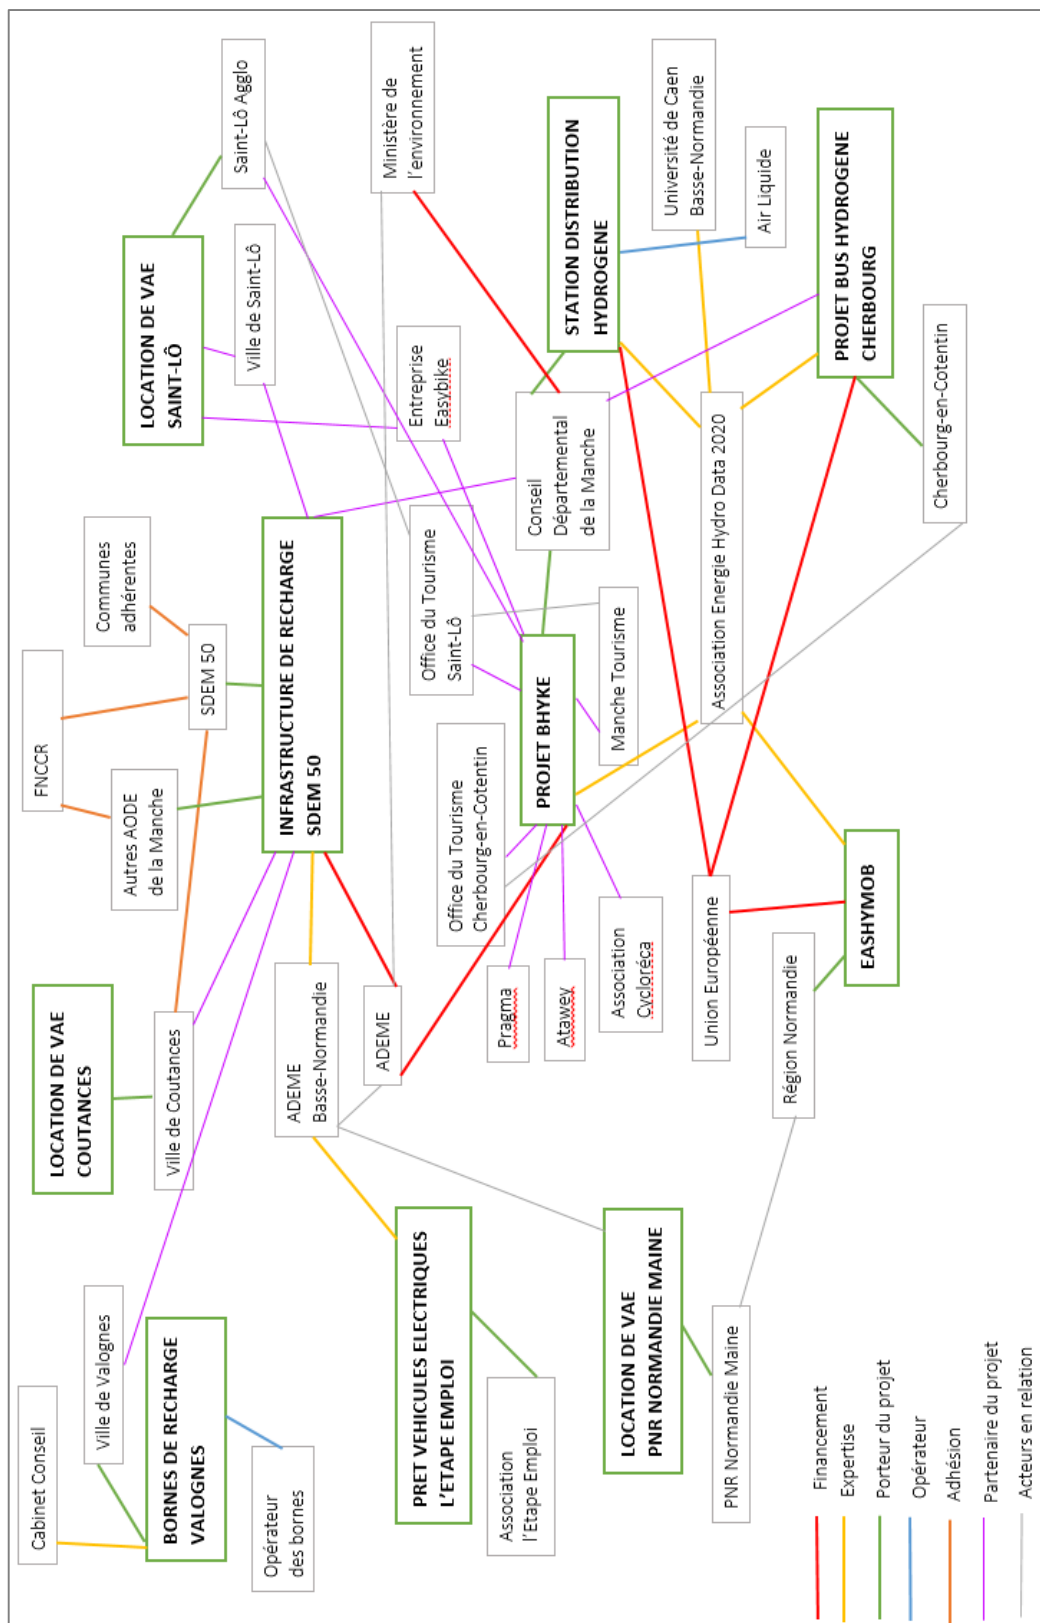 Cabinet Conseil
Ville de Valognes
BORNES DE RECHARGE
VALOGNES
Opérateur
des bornes
LOCATION DE VAE
COUTANCES
Ville de Coutances
FNCCR
Autres AODE
de la Manche
SDEM 50
Communes
adhérentes
INFRASTRUCTURE DE RECHARGE
SDEM 50
LOCATION DE VAE
SAINT-LÔ
Saint-Lô Agglo
Ville de Saint-Lô
ADEME
Basse-Normandie
ADEME
Ministère de
l'environnement
Entreprise
Easybike
Office du Tourisme
Saint-Lô
PRET VEHICULES ELECTRIQUES
L'ETAPE EMPLOI
Association
l'Etape Emploi
Office du Tourisme
Cherbourg-en-Cotentin
Pragma
Atawey
Association
Cycloréca
PROJET BHYKE
Manche Tourisme
Conseil
Départemental
de la Manche
STATION DISTRIBUTION
HYDROGENE
Université de Caen
Basse-Normandie
Air Liquide
LOCATION DE VAE
PNR NORMANDIE MAINE
PNR Normandie Maine
Union Européenne
Région Normandie
EASHYMOB
Association Energie Hydro Data 2020
PROJET BUS HYDROGENE
CHERBOURG
Cherbourg-en-Cotentin
Financement
Expertise
Porteur du projet
Opérateur
Adhésion
Partenaire du projet
Acteurs en relation